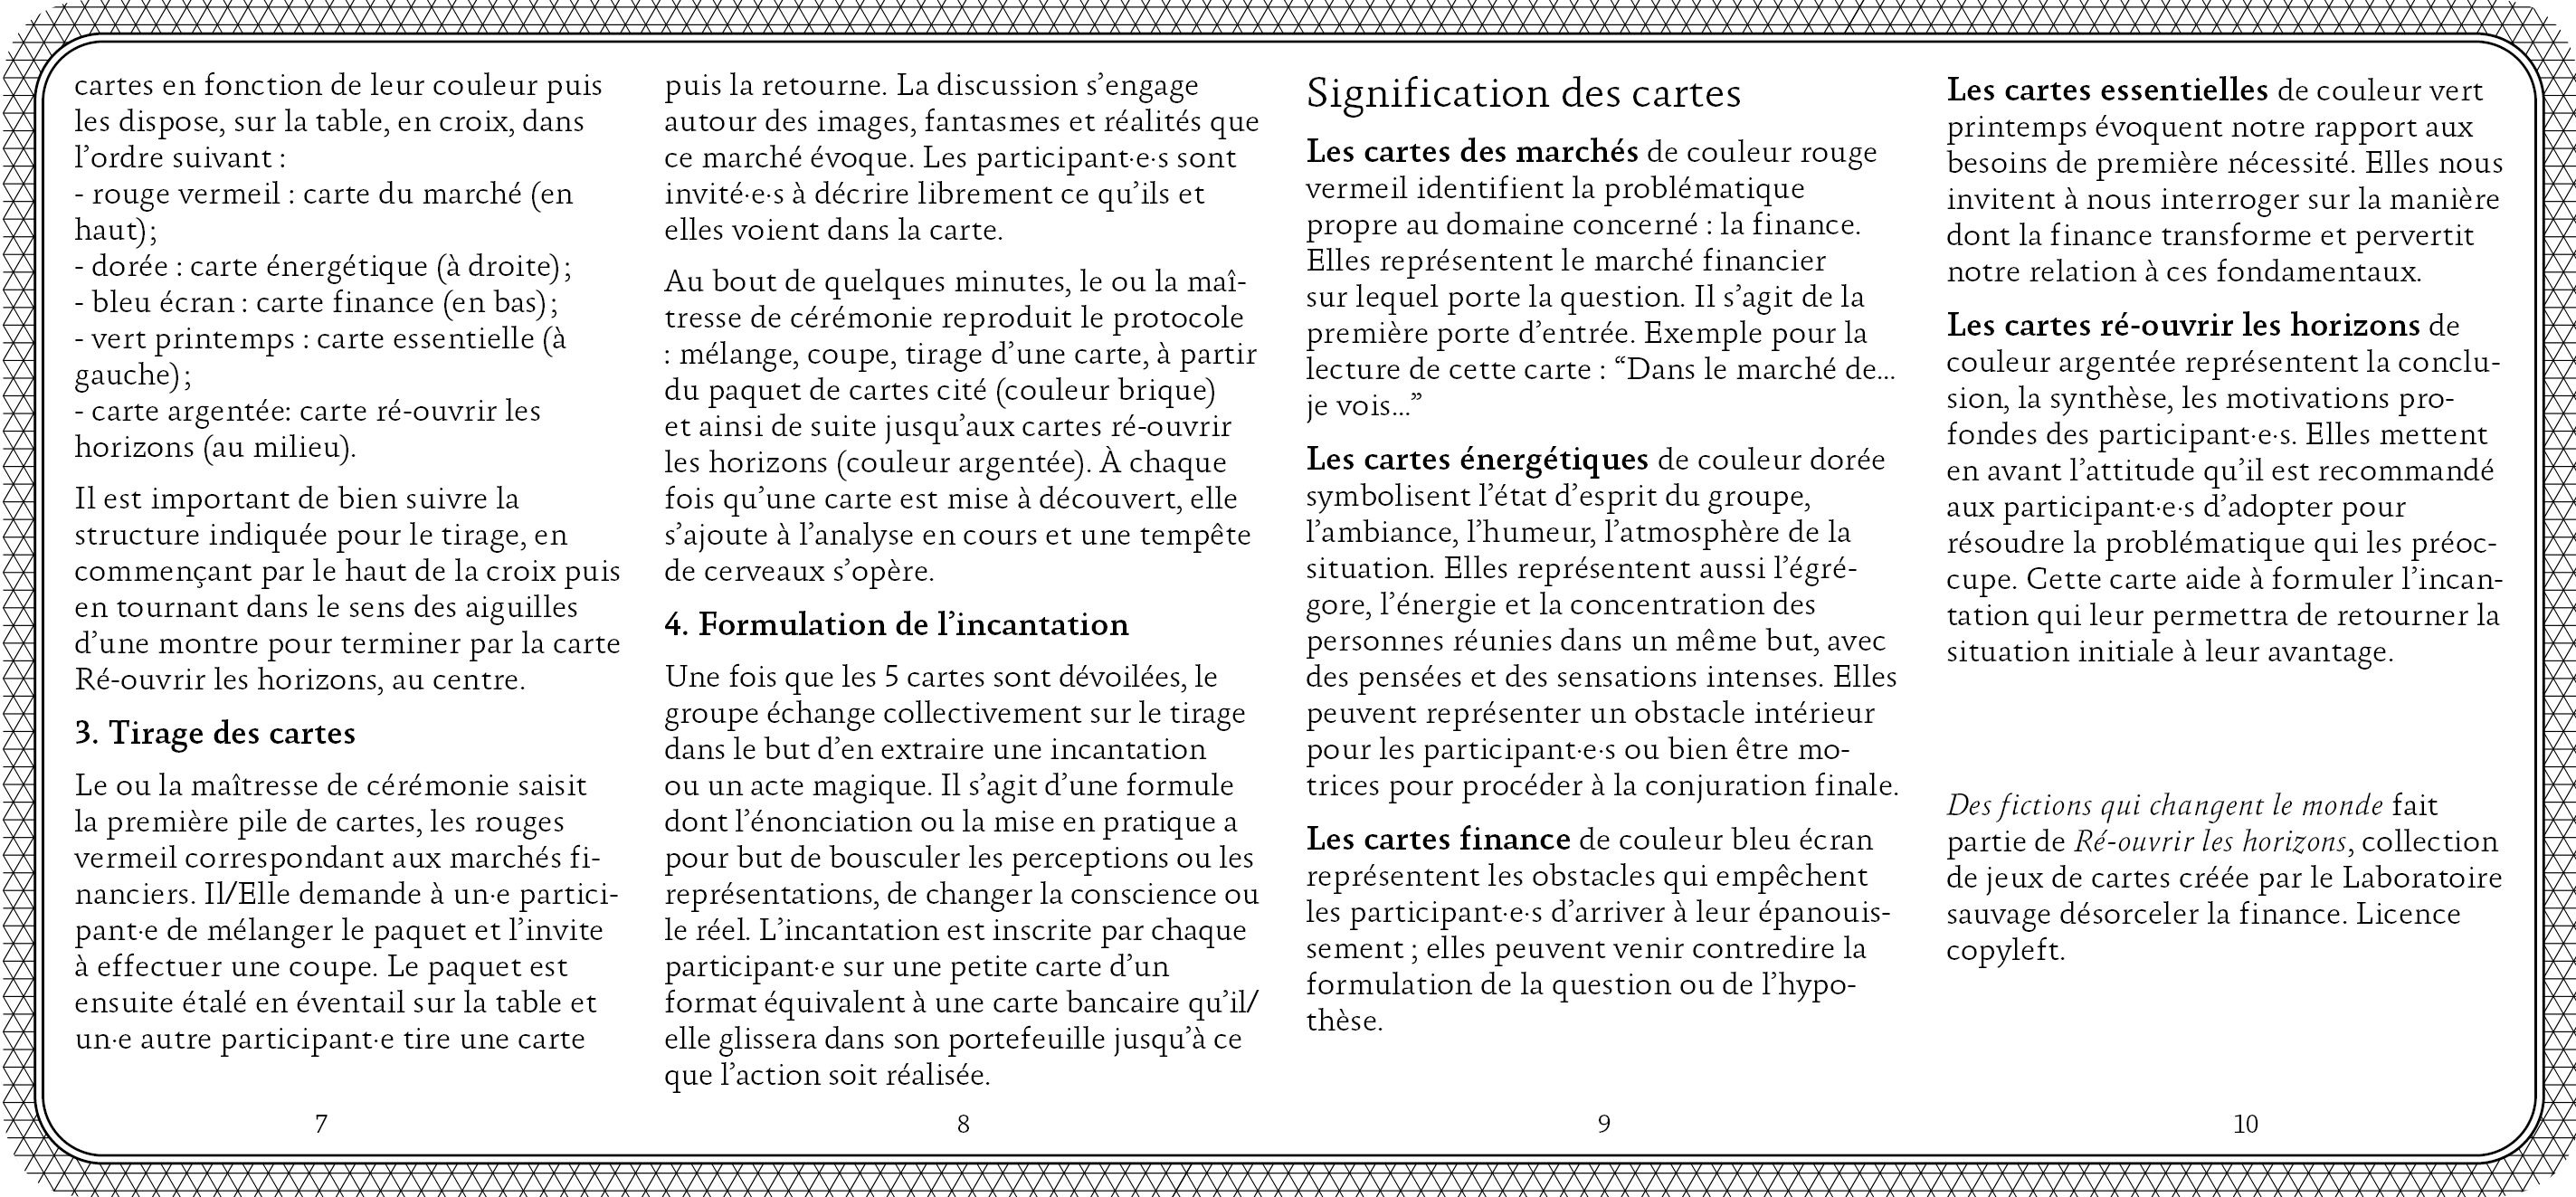 cartes en fonction de leur couleur puis
les dispose, sur la table, en croix, dans
l’ordre suivant :
- rouge vermeil : carte du marché (en
haut) ;
- dorée : carte énergétique (à droite) ;
- bleu écran : carte finance (en bas) ;
- vert printemps : carte essentielle (à
gauche) ;
- carte argentée: carte ré-ouvrir les
horizons (au milieu).
Il est important de bien suivre la
structure indiquée pour le tirage, en
commençant par le haut de la croix puis
en tournant dans le sens des aiguilles
d’une montre pour terminer par la carte
Ré-ouvrir les horizons, au centre.
3. Tirage des cartes
Le ou la maîtresse de cérémonie saisit
la première pile de cartes, les rouges
vermeil correspondant aux marchés fi-
nanciers. Il/Elle demande à un·e partici-
pant·e de mélanger le paquet et l’invite
à effectuer une coupe. Le paquet est
ensuite étalé en éventail sur la table et
un·e autre participant·e tire une carte
7
puis la retourne. La discussion s’engage
autour des images, fantasmes et réalités que
ce marché évoque. Les participant·e·s sont
invité·e·s à décrire librement ce qu’ils et
elles voient dans la carte.
Au bout de quelques minutes, le ou la maî-
tresse de cérémonie reproduit le protocole
: mélange, coupe, tirage d’une carte, à partir
du paquet de cartes cité (couleur brique)
et ainsi de suite jusqu’aux cartes ré-ouvrir
les horizons (couleur argentée). À chaque
fois qu’une carte est mise à découvert, elle
s’ajoute à l’analyse en cours et une tempête
de cerveaux s’opère.
4. Formulation de l’incantation
Une fois que les 5 cartes sont dévoilées, le
groupe échange collectivement sur le tirage
dans le but d’en extraire une incantation
ou un acte magique. Il s’agit d’une formule
dont l’énonciation ou la mise en pratique a
pour but de bousculer les perceptions ou les
représentations, de changer la conscience ou
le réel. L’incantation est inscrite par chaque
participant·e sur une petite carte d’un
format équivalent à une carte bancaire qu’il/
elle glissera dans son portefeuille jusqu’à ce
que l’action soit réalisée.
8
Signification des cartes
Les cartes des marchés de couleur rouge
vermeil identifient la problématique
propre au domaine concerné : la finance.
Elles représentent le marché financier
sur lequel porte la question. Il s’agit de la
première porte d’entrée. Exemple pour la
lecture de cette carte : “Dans le marché de...
je vois...”
Les cartes énergétiques de couleur dorée
symbolisent l’état d’esprit du groupe,
l’ambiance, l’humeur, l’atmosphère de la
situation. Elles représentent aussi l’égré-
gore, l’énergie et la concentration des
personnes réunies dans un même but, avec
des pensées et des sensations intenses. Elles
peuvent représenter un obstacle intérieur
pour les participant·e·s ou bien être mo-
trices pour procéder à la conjuration finale.
Les cartes finance de couleur bleu écran
représentent les obstacles qui empêchent
les participant·e·s d’arriver à leur épanouis-
sement ; elles peuvent venir contredire la
formulation de la question ou de l’hypo-
thèse.
9
Les cartes essentielles de couleur vert
printemps évoquent notre rapport aux
besoins de première nécessité. Elles nous
invitent à nous interroger sur la manière
dont la finance transforme et pervertit
notre relation à ces fondamentaux.
Les cartes ré-ouvrir les horizons de
couleur argentée représentent la conclu-
sion, la synthèse, les motivations pro-
fondes des participant·e·s. Elles mettent
en avant l’attitude qu’il est recommandé
aux participant·e·s d’adopter pour
résoudre la problématique qui les préoc-
cupe. Cette carte aide à formuler l’incan-
tation qui leur permettra de retourner la
situation initiale à leur avantage.
Des fictions qui changent le monde fait
partie de Ré-ouvrir les horizons, collection
de jeux de cartes créée par le Laboratoire
sauvage désorceler la finance. Licence
copyleft.
10